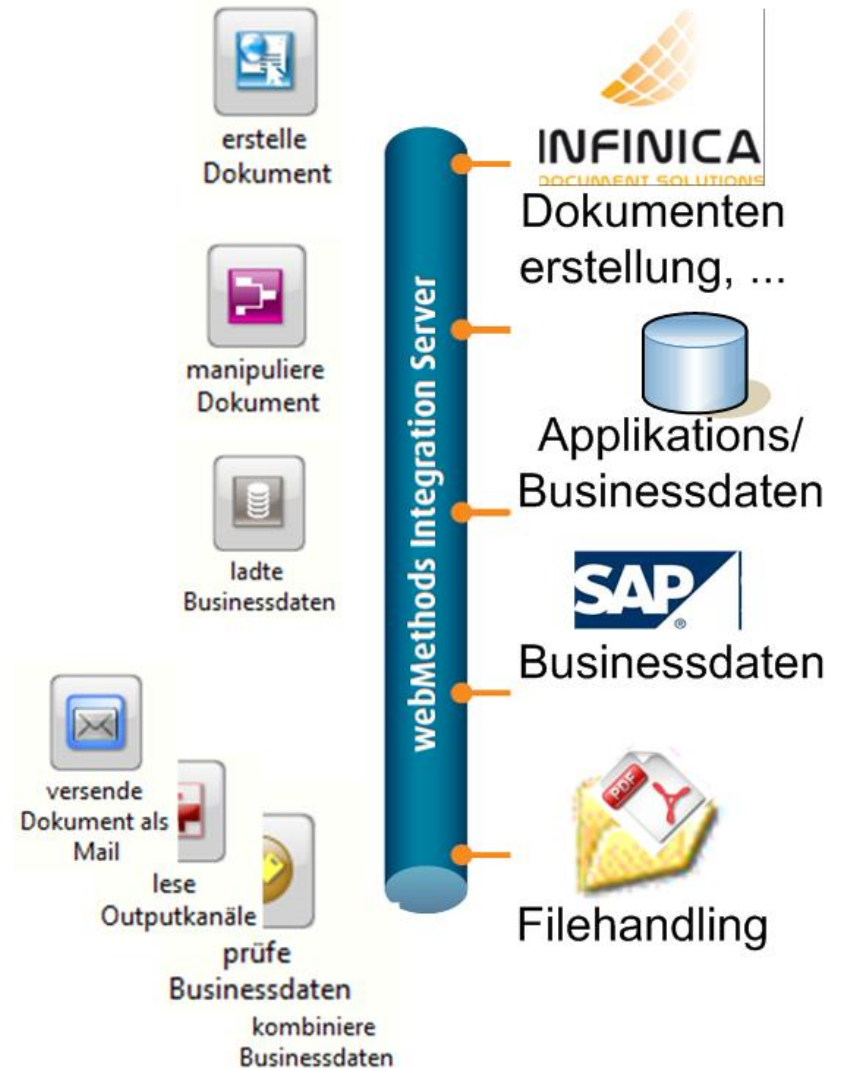 erstelle
Dokument
manipuliere
Dokument
ladte
Businessdaten
versende
Dokument als
Mail
lese
Outputkanäle
prüfe
Businessdaten
kombiniere
Businessdaten
webMethods Integration Server
INFINICA
DOCUMENT SOLUTIONS
Dokumenten
erstellung, ...
Applikations/
Businessdaten
SAP
®
Businessdaten
PDF
Filehandling